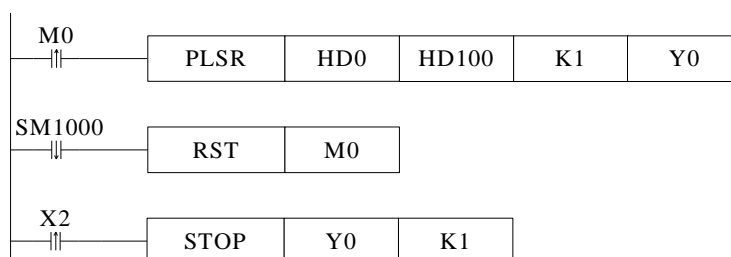 M0
PLSR HD0 HD100 K1 Y0
SM1000
RST M0
X2
STOP Y0 K1